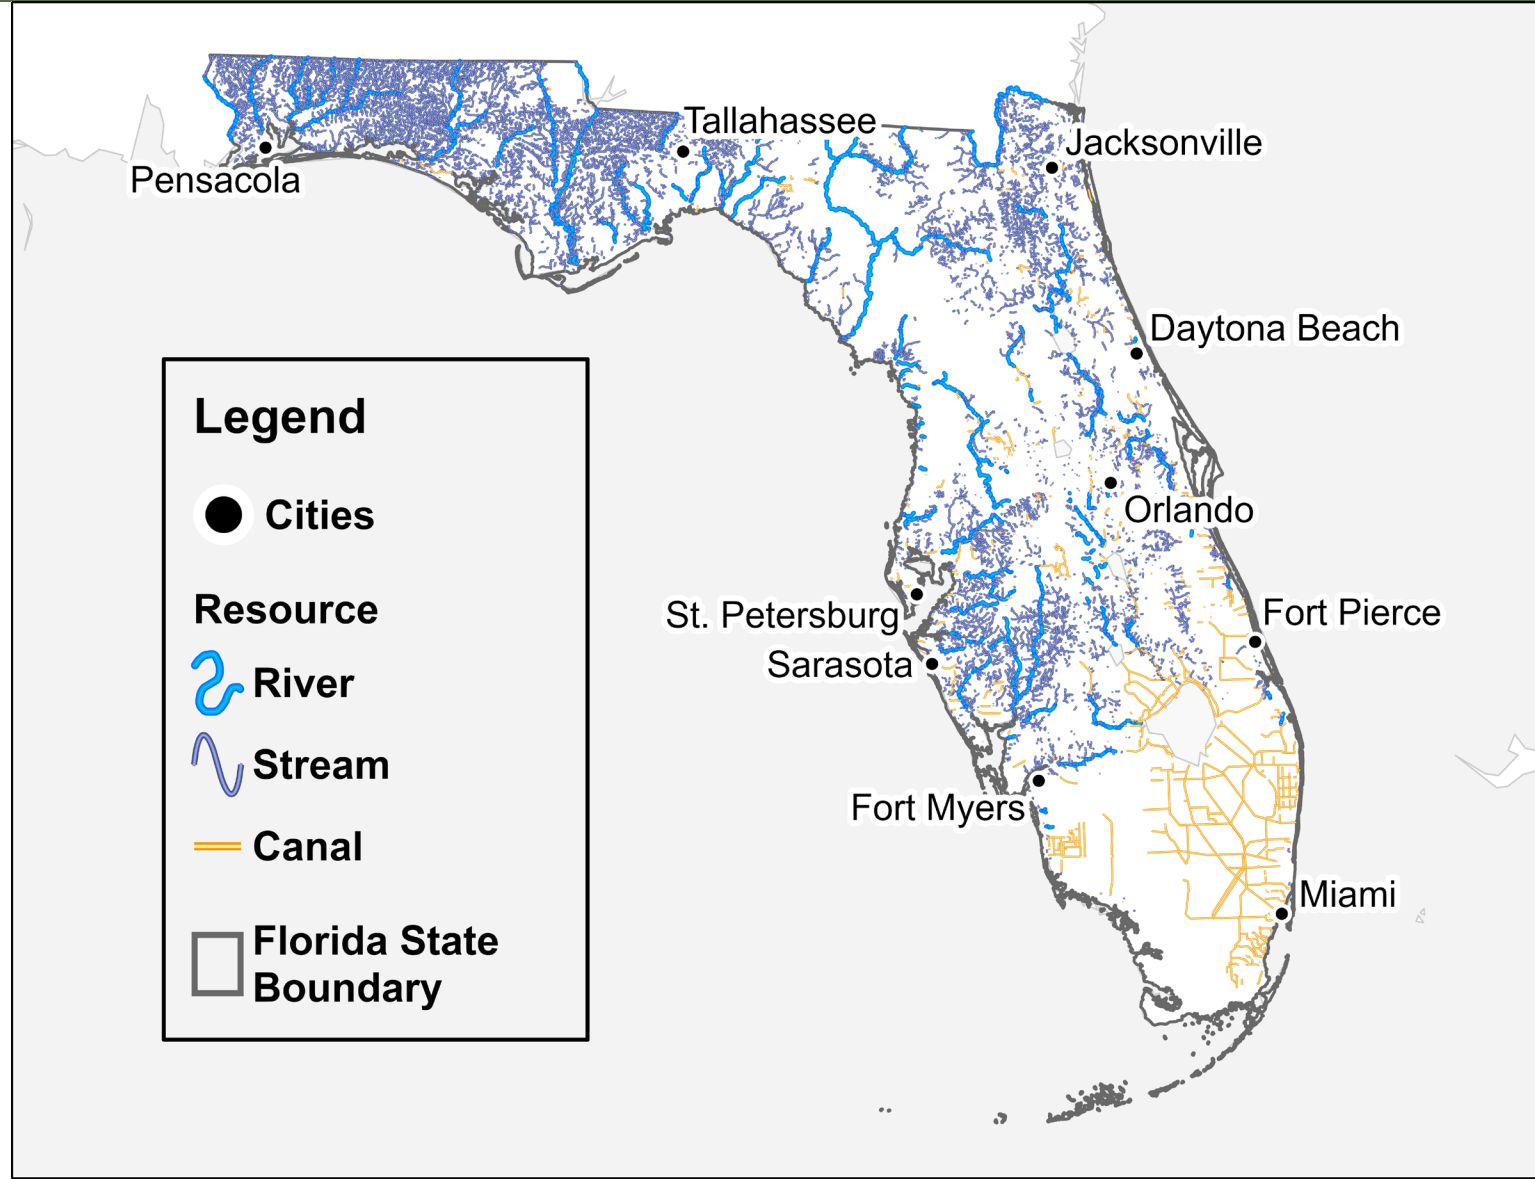 Tallahassee
Jacksonville
Pensacola
Daytona Beach
Legend
Cities
Orlando
Resource
St. Petersburg
Fort Pierce
Sarasota
River
Stream
Fort Myers
Canal
Miami
Florida State
Boundary